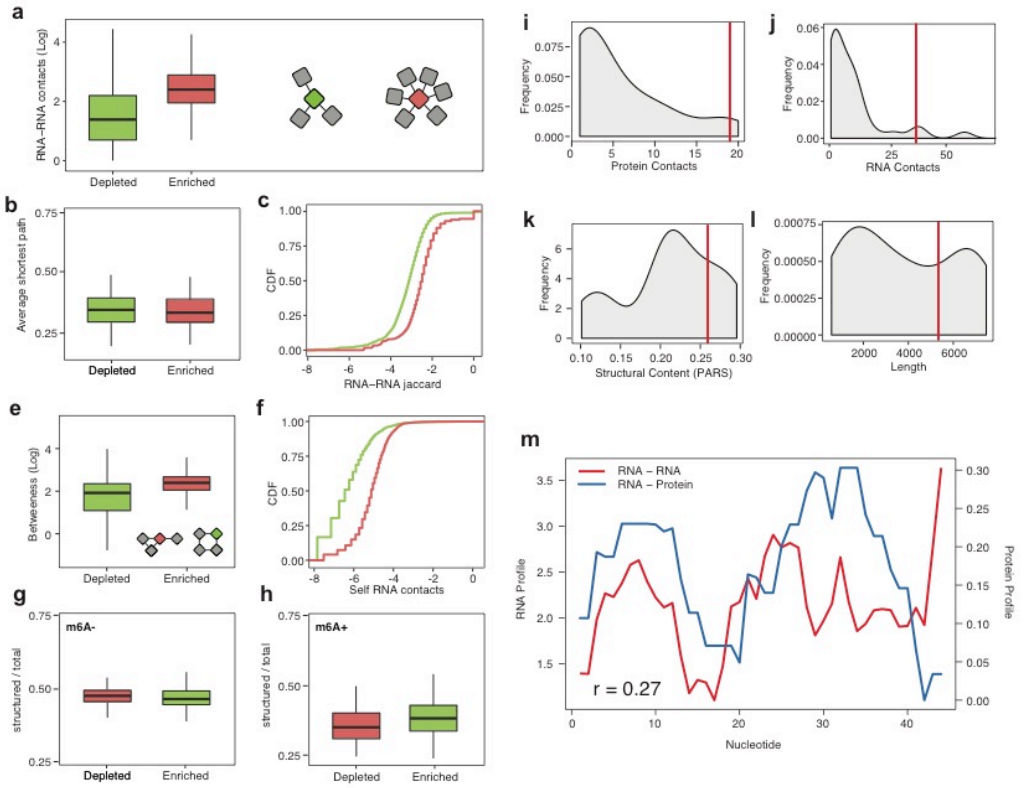 a
RNA−RNA contacts (Log)
4
2
0
Depleted
Enriched
b
Average shortest path
0.75
0.50
0.25
Depleted
Enriched
c
CDF
1.00
0.75
0.50
0.25
0.00
-8
-6
-4
-2
0
RNA−RNA jaccard
e
Betweeness (Log)
4
2
0
Depleted
Enriched
f
CDF
1.00
0.75
0.50
0.25
0.00
-8
-6
-4
-2
0
Self RNA contacts
g
m6A-
structured / total
0.75
0.50
0.25
Depleted
Enriched
h
m6A+
structured / total
0.75
0.50
0.25
Depleted
Enriched
i
Frequency
0.075
0.050
0.025
0.000
0
5
10
15
20
Protein Contacts
j
Frequency
0.06
0.04
0.02
0.00
0
25
50
RNA Contacts
k
Frequency
6
4
2
0
0.10
0.15
0.20
0.25
0.30
Structural Content (PARS)
l
Frequency
0.00075
0.00050
0.00025
0.00000
2000
4000
6000
Length
m
RNA − RNA
RNA − Protein
RNA Profile
3.5
3.0
2.5
2.0
1.5
Protein Profile
0.30
0.25
0.20
0.15
0.10
0.05
0.00
r = 0.27
0
10
20
30
40
Nucleotide